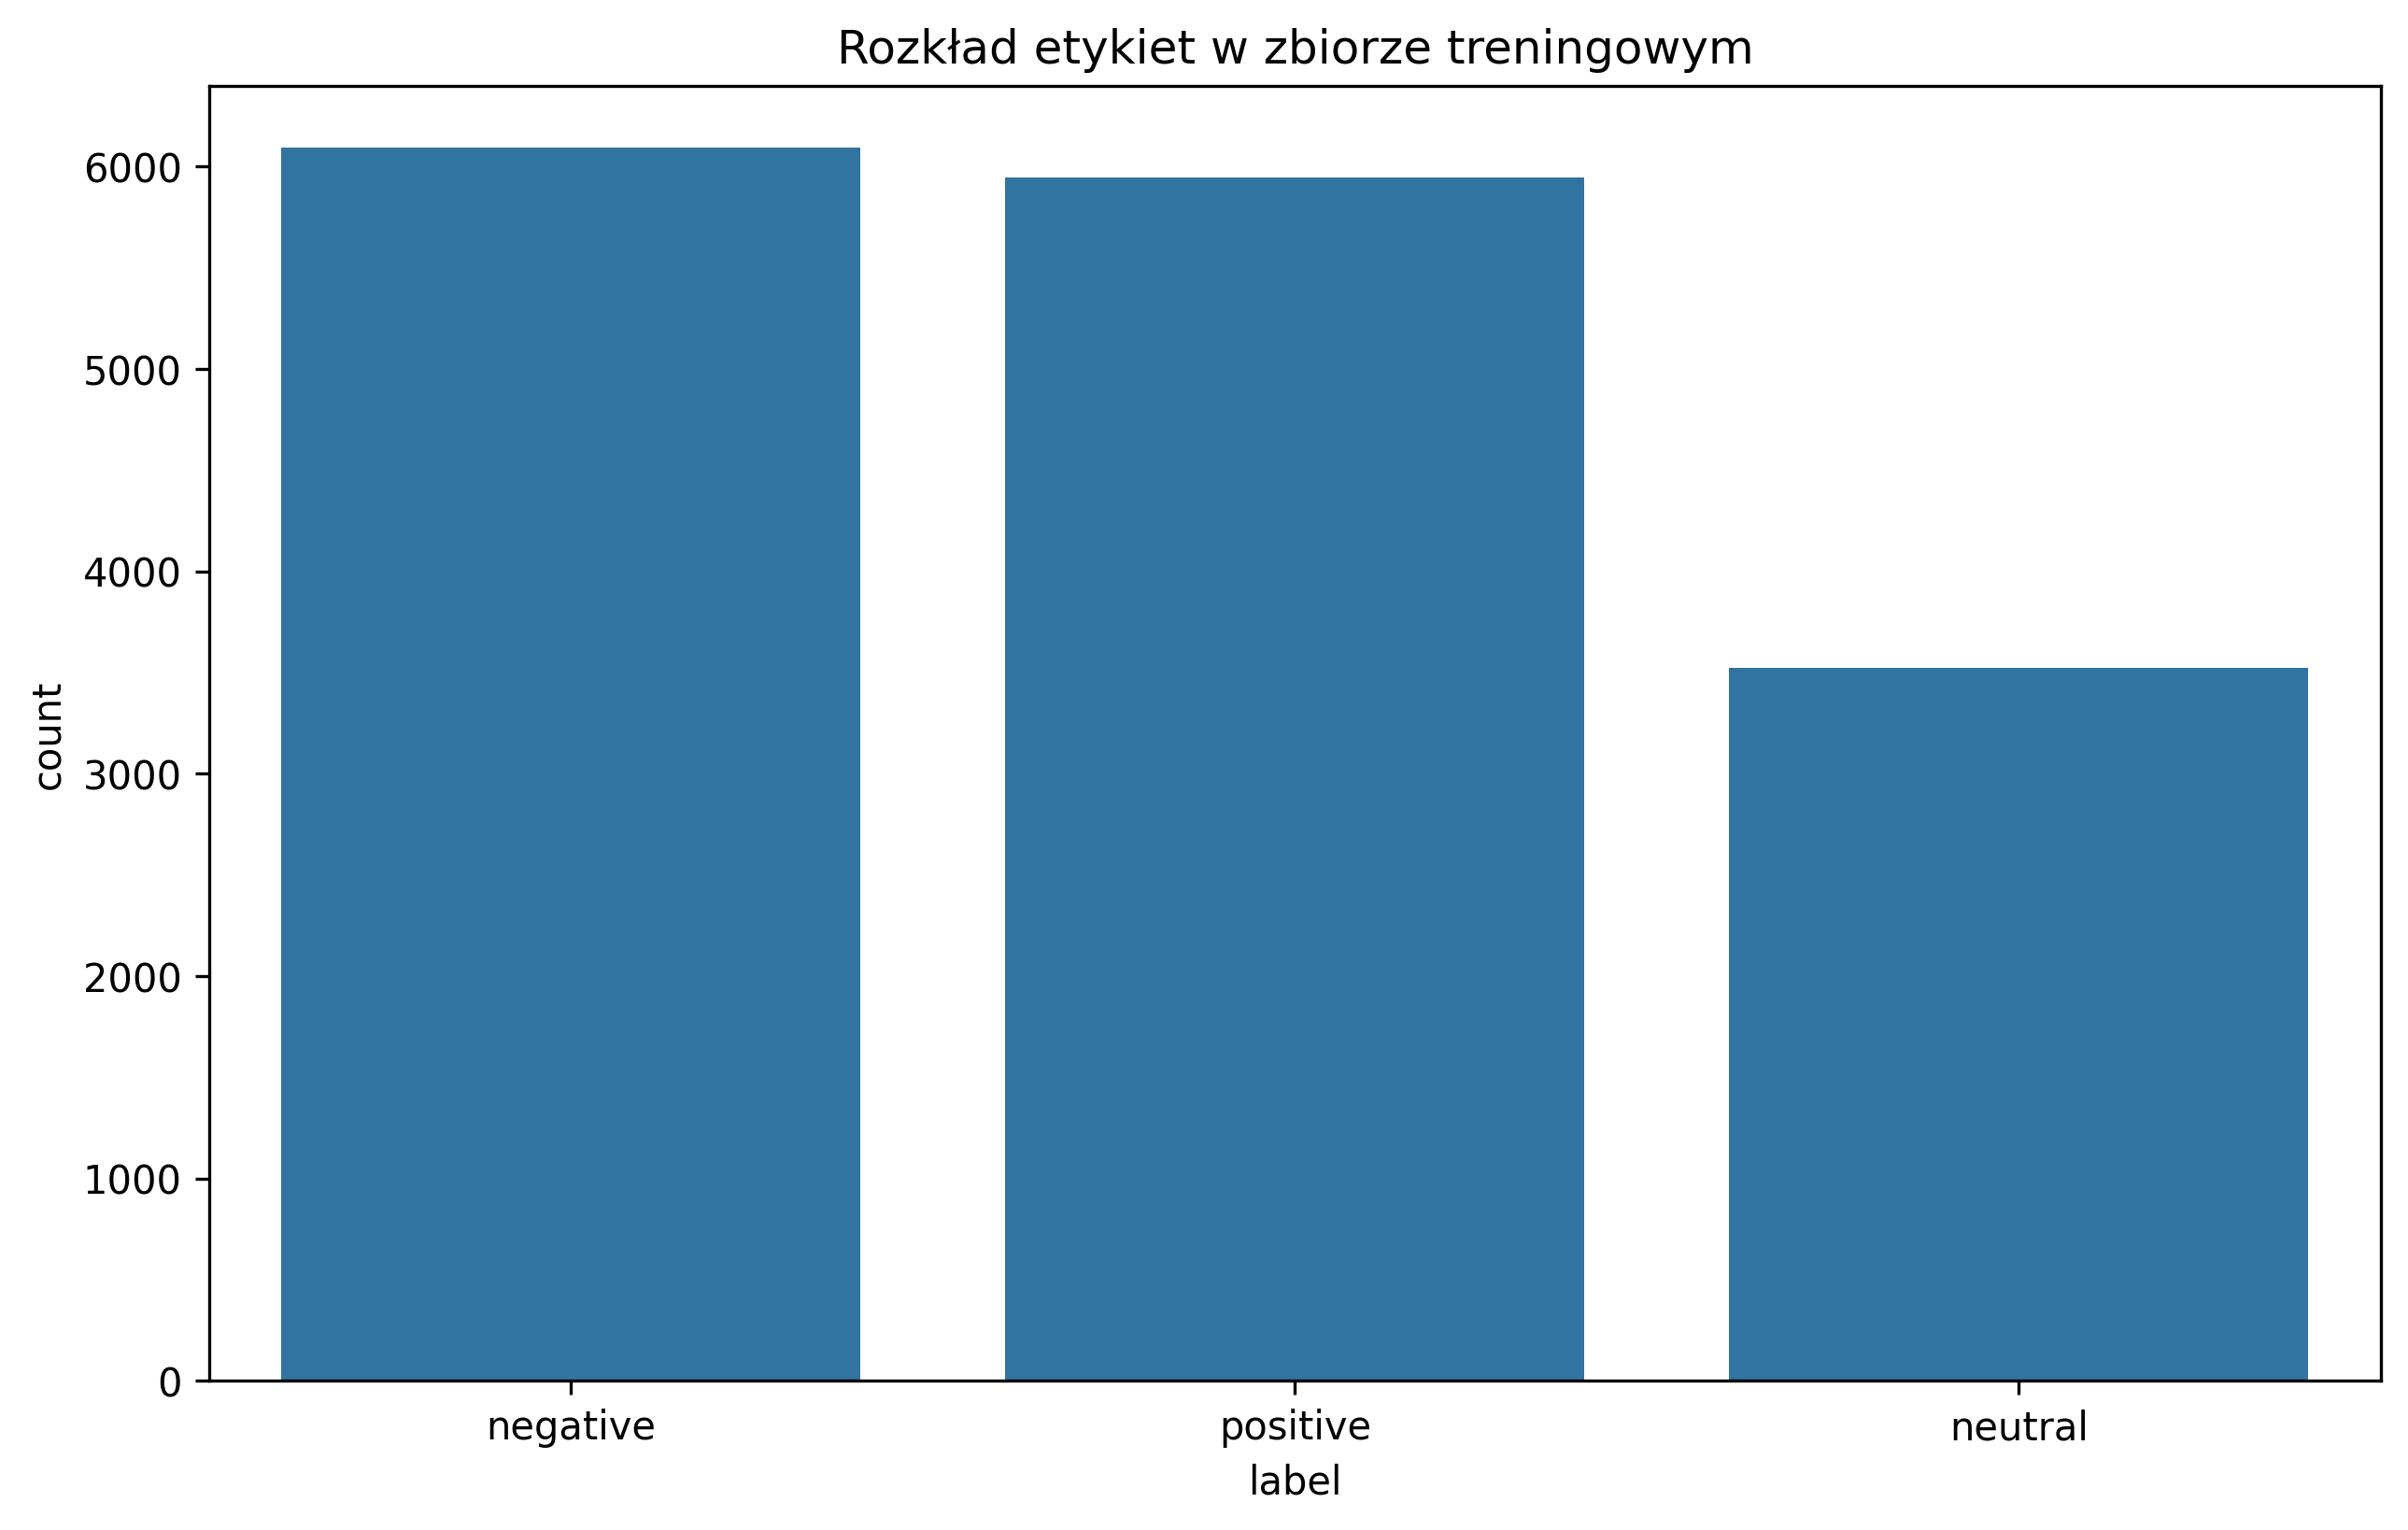 Rozkład etykiet w zbiorze treningowym
6000
5000
4000
3000
2000
1000
0
count
negative
positive
neutral
label